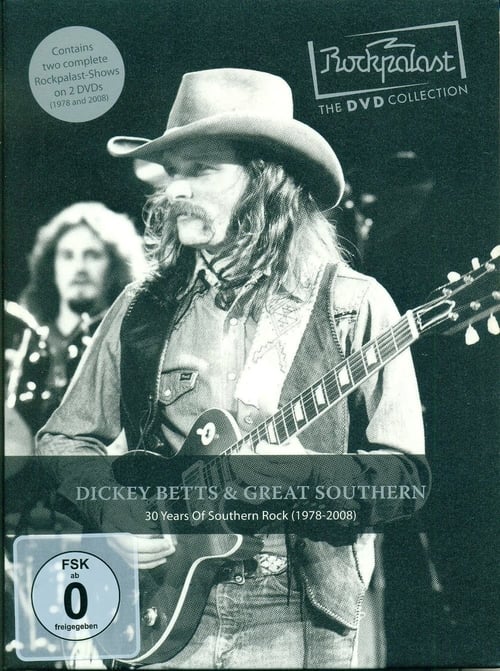 Contains
two complete
Rockpalast-Shows
on 2 DVDs
(1978 and 2008)
Rockpalast
THE DVD COLLECTION
DICKEY BETTS & GREAT SOUTHERN
30 Years Of Southern Rock (1978-2008)
FSK
ab
0
freigegeben